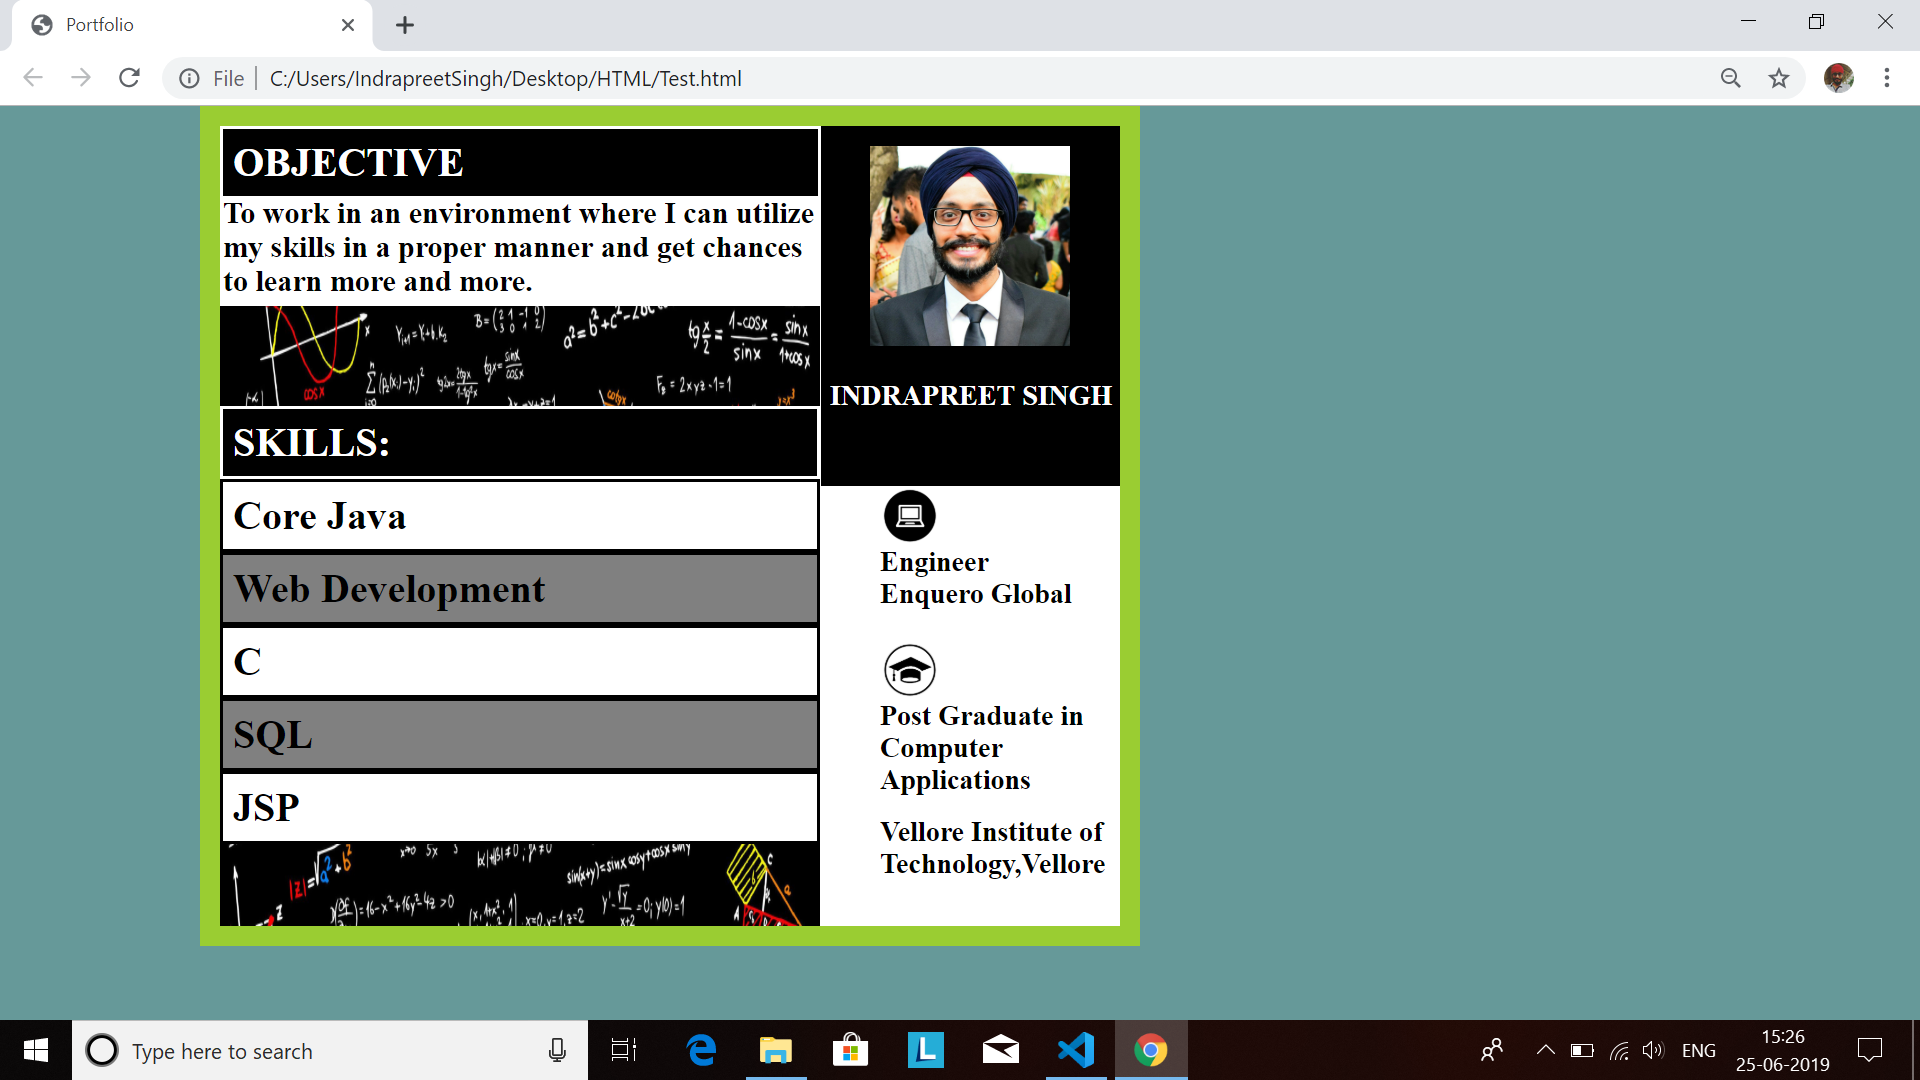 Portfolio
File
C:/Users/IndrapreetSingh/Desktop/HTML/Test.html
OBJECTIVE
To work in an environment where I can utilize
my skills in a proper manner and get chances
to learn more and more.
cos x
SKILLS:
Core Java
Web Development
C
SQL
JSP
INDRAPREET SINGH
Engineer
Enquero Global
Post Graduate in
Computer
Applications
Vellore Institute of
Technology,Vellore
Type here to search
ENG
15:26
25-06-2019